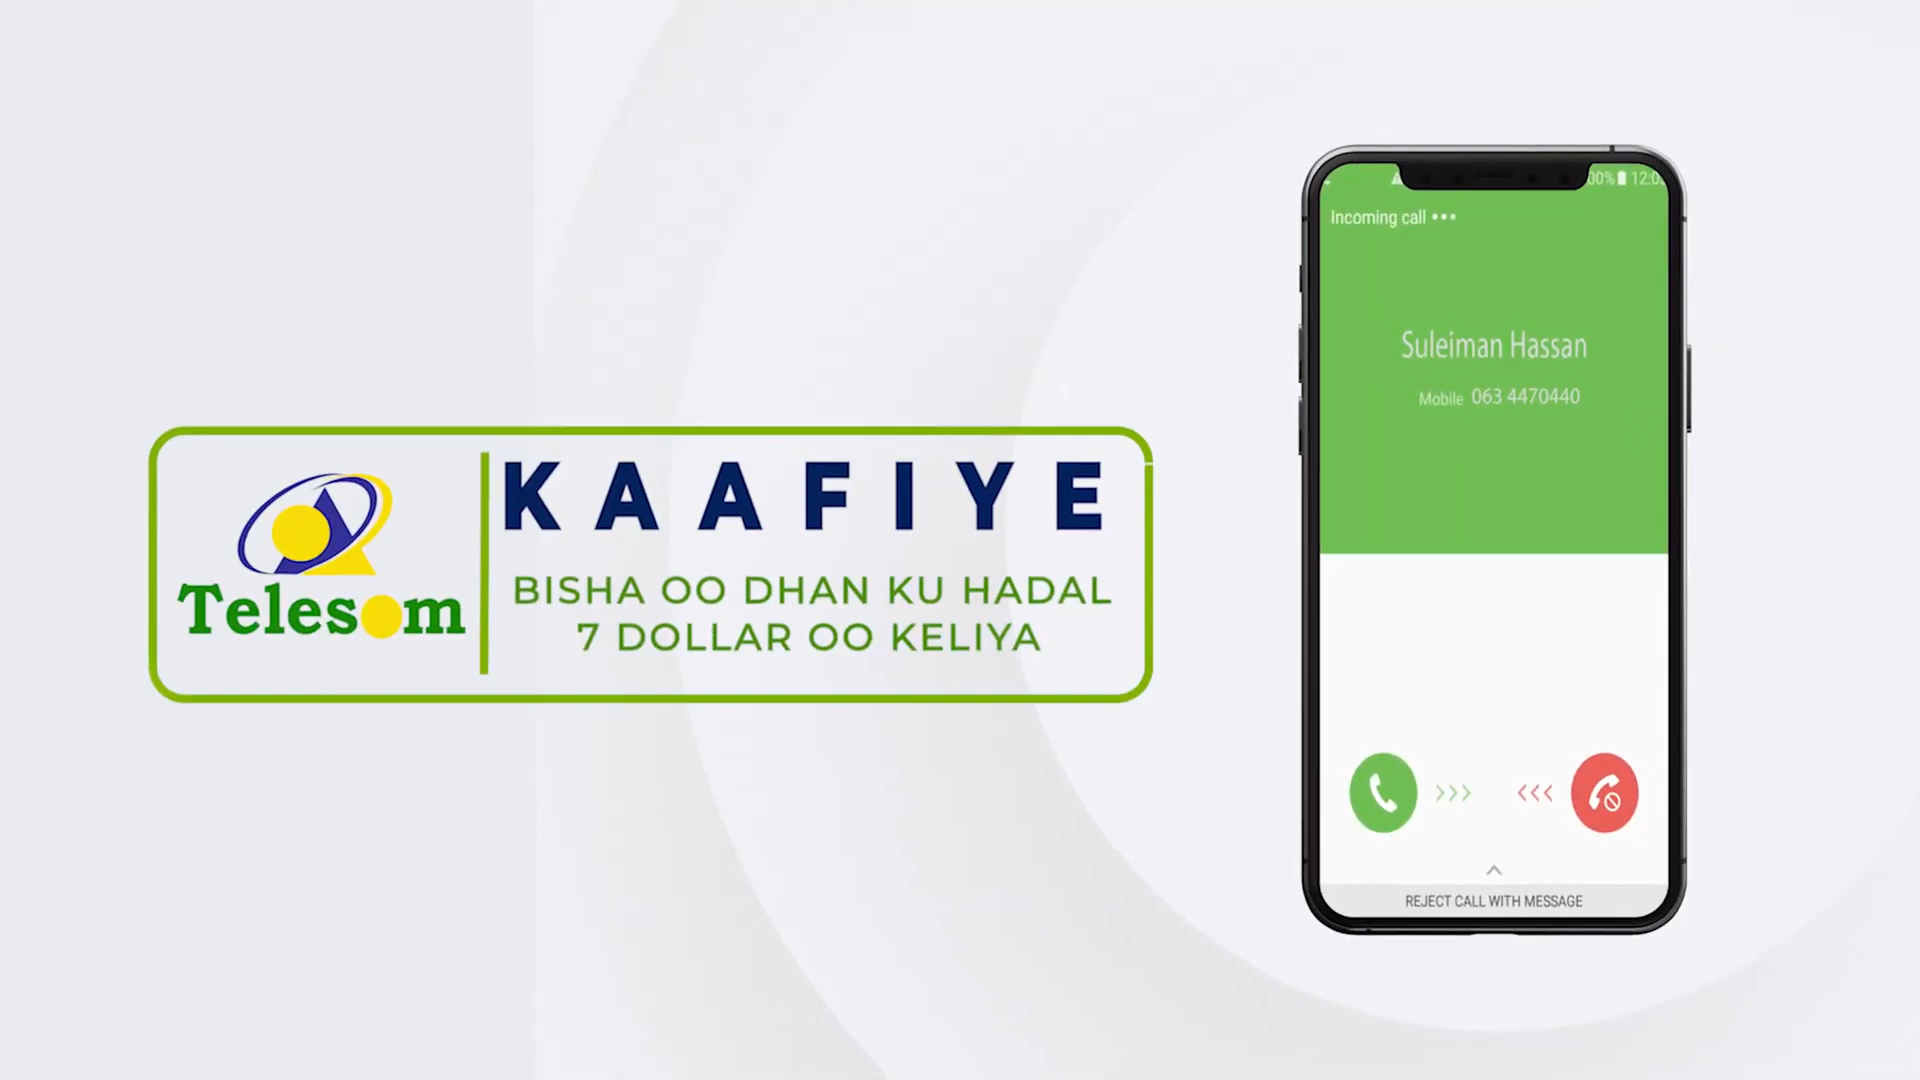 Telesom
KAAFIYE
BISHA OO DHAN KU HADAL
7 DOLLAR OO KELIYA
Incoming call •••
Suleiman Hassan
Mobile 063 4470440
REJECT CALL WITH MESSAGE